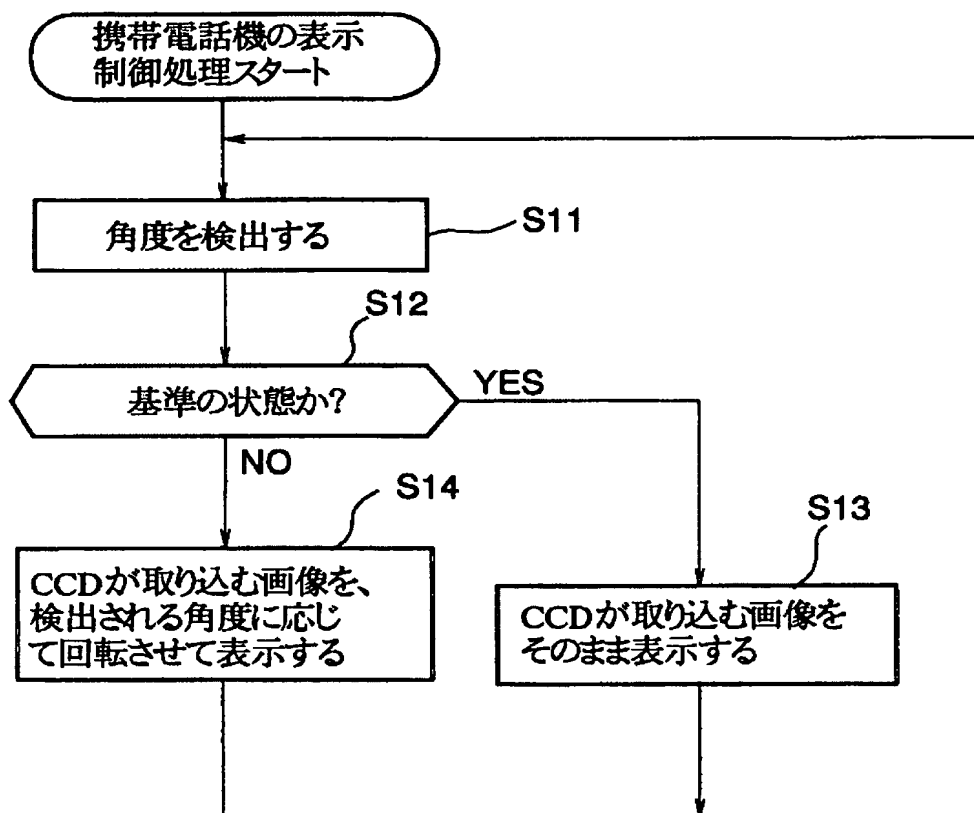 携帯電話機の表示
制御処理スタート
角度を検出する
S11
S12
基準の状態か?
YES
NO
S14
S13
CCDが取り込む画像を、
検出される角度に応じ
て回転させて表示する
CCDが取り込む画像を
そのまま表示する